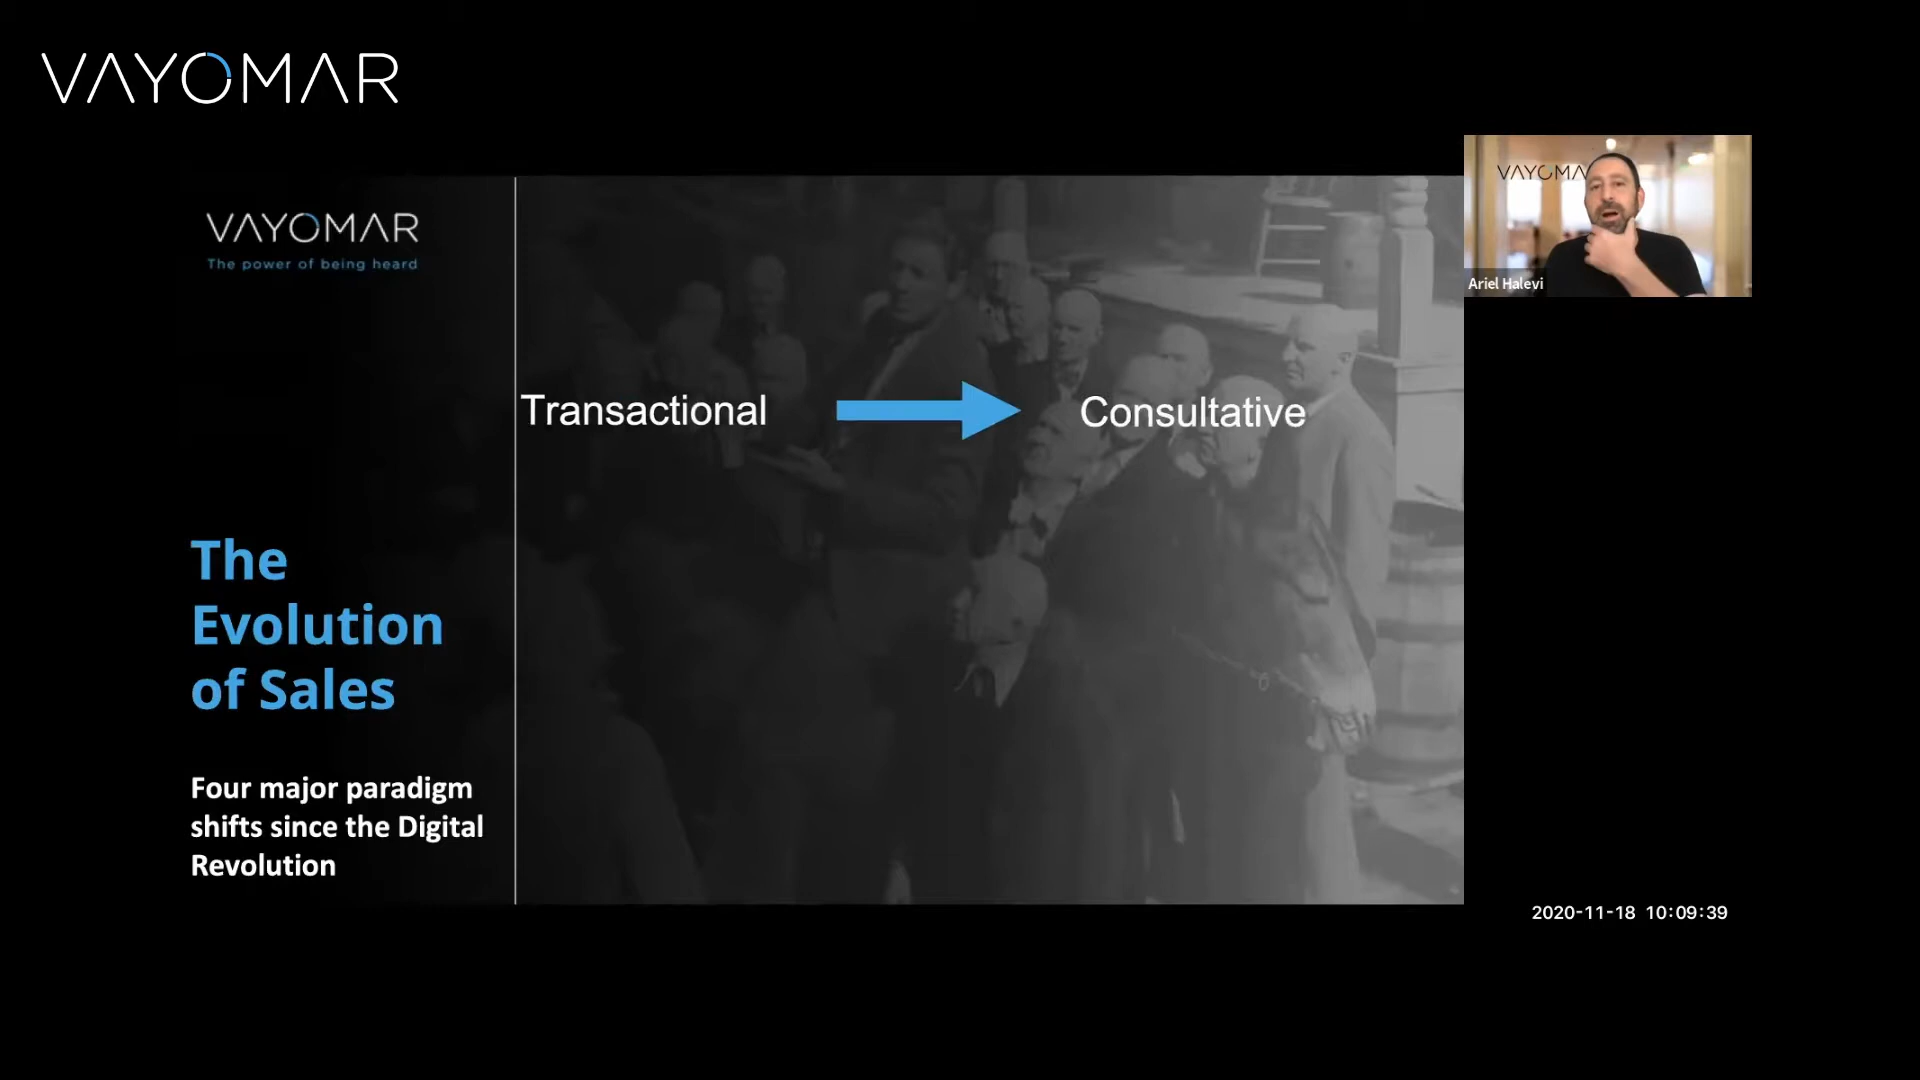 VAYOMAR
VAYOMA
Ariel Halevi
VAYOMAR
The power of being heard
Transactional
Consultative
The
Evolution
of Sales
Four major paradigm
shifts since the Digital
Revolution
2020-11-18 10:09:39